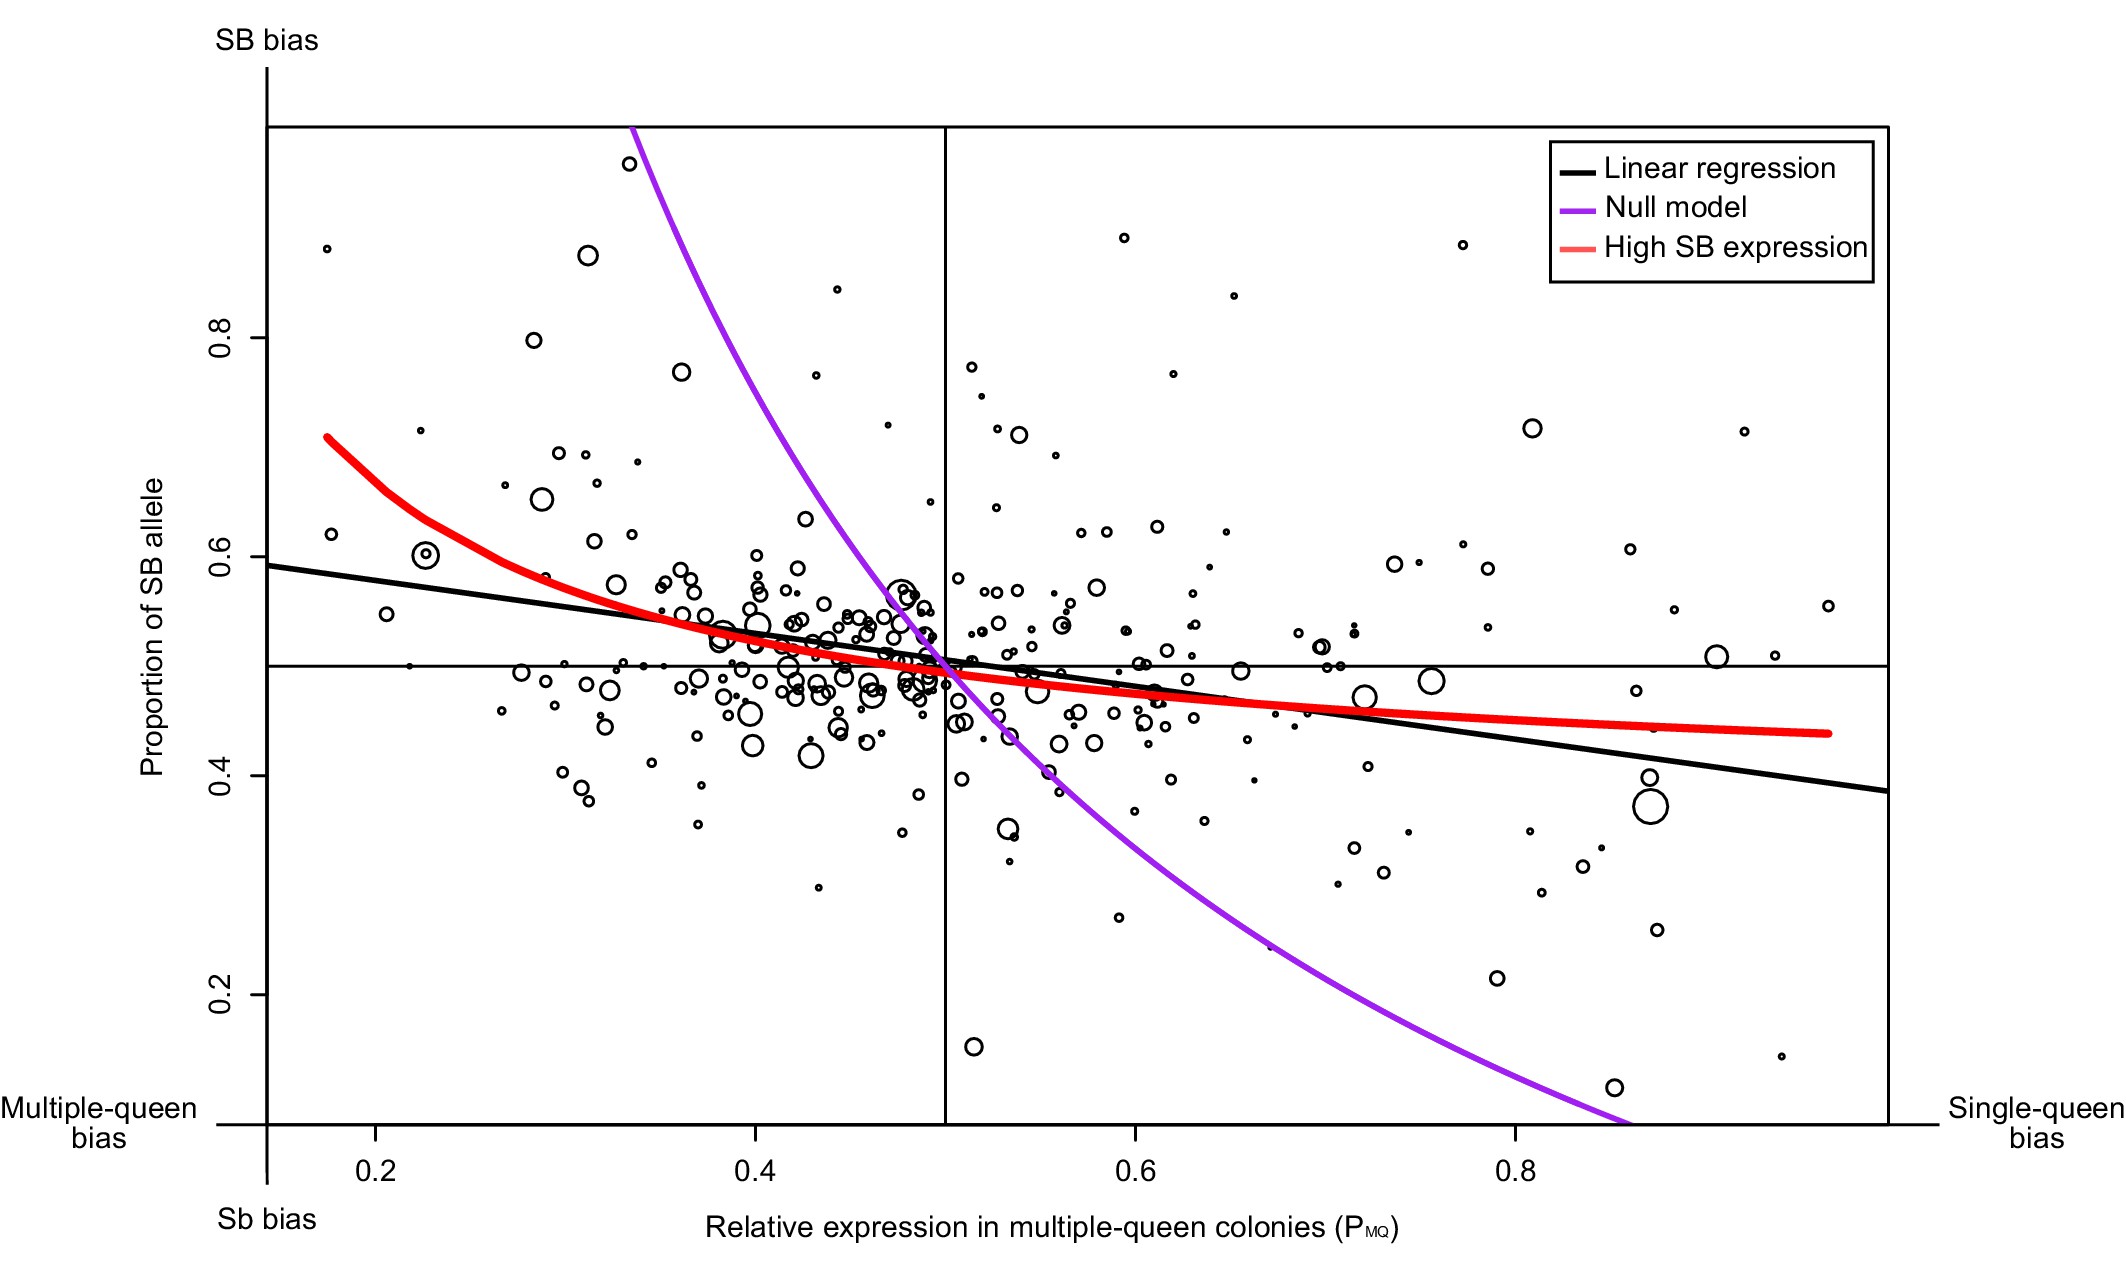 SB bias
Linear regression
Null model
High SB expression
0.8
0.6
0.4
0.2
Proportion of SB allele
Multiple-queen
bias
Single-queen
bias
0.2 0.4 0.6 0.8
Sb bias
Relative expression in multiple-queen colonies (PMQ)